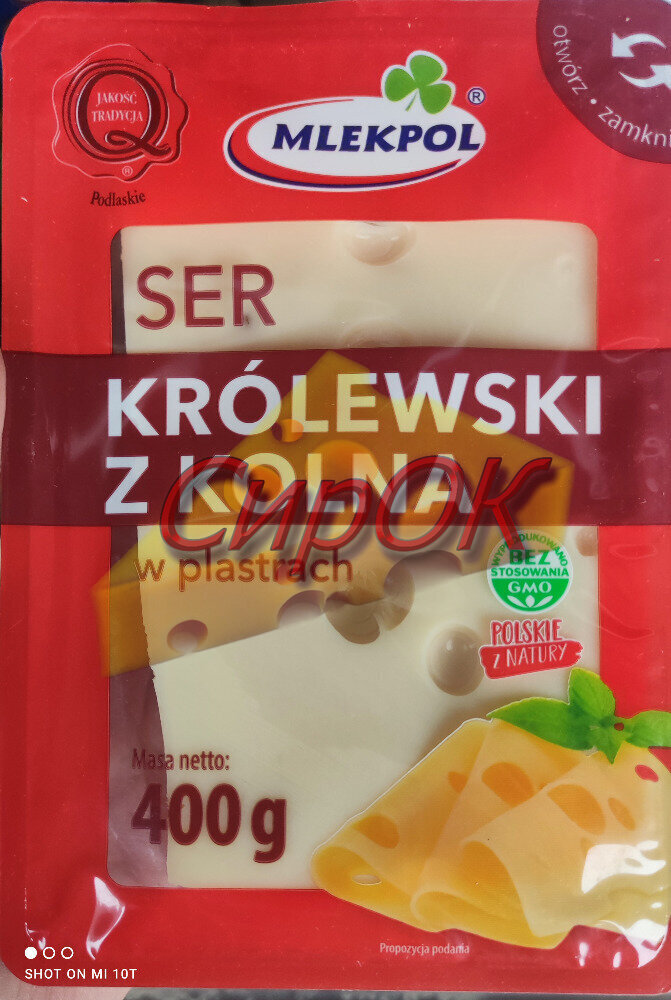 JAKOŚĆ
TRADYCJA
Q
®
Podlaskie
MLEKPOL®
otwórz • zamkni
SER
KRÓLEWSKI
Z KOLNA
СирОК
w plastrach
WYPRODUKOWANO
BEZ
STOSOWANIA
GMO
POLSKIE
Z NATURY
Masa netto:
400 g
Propozycja podania
SHOT ON MI 10T